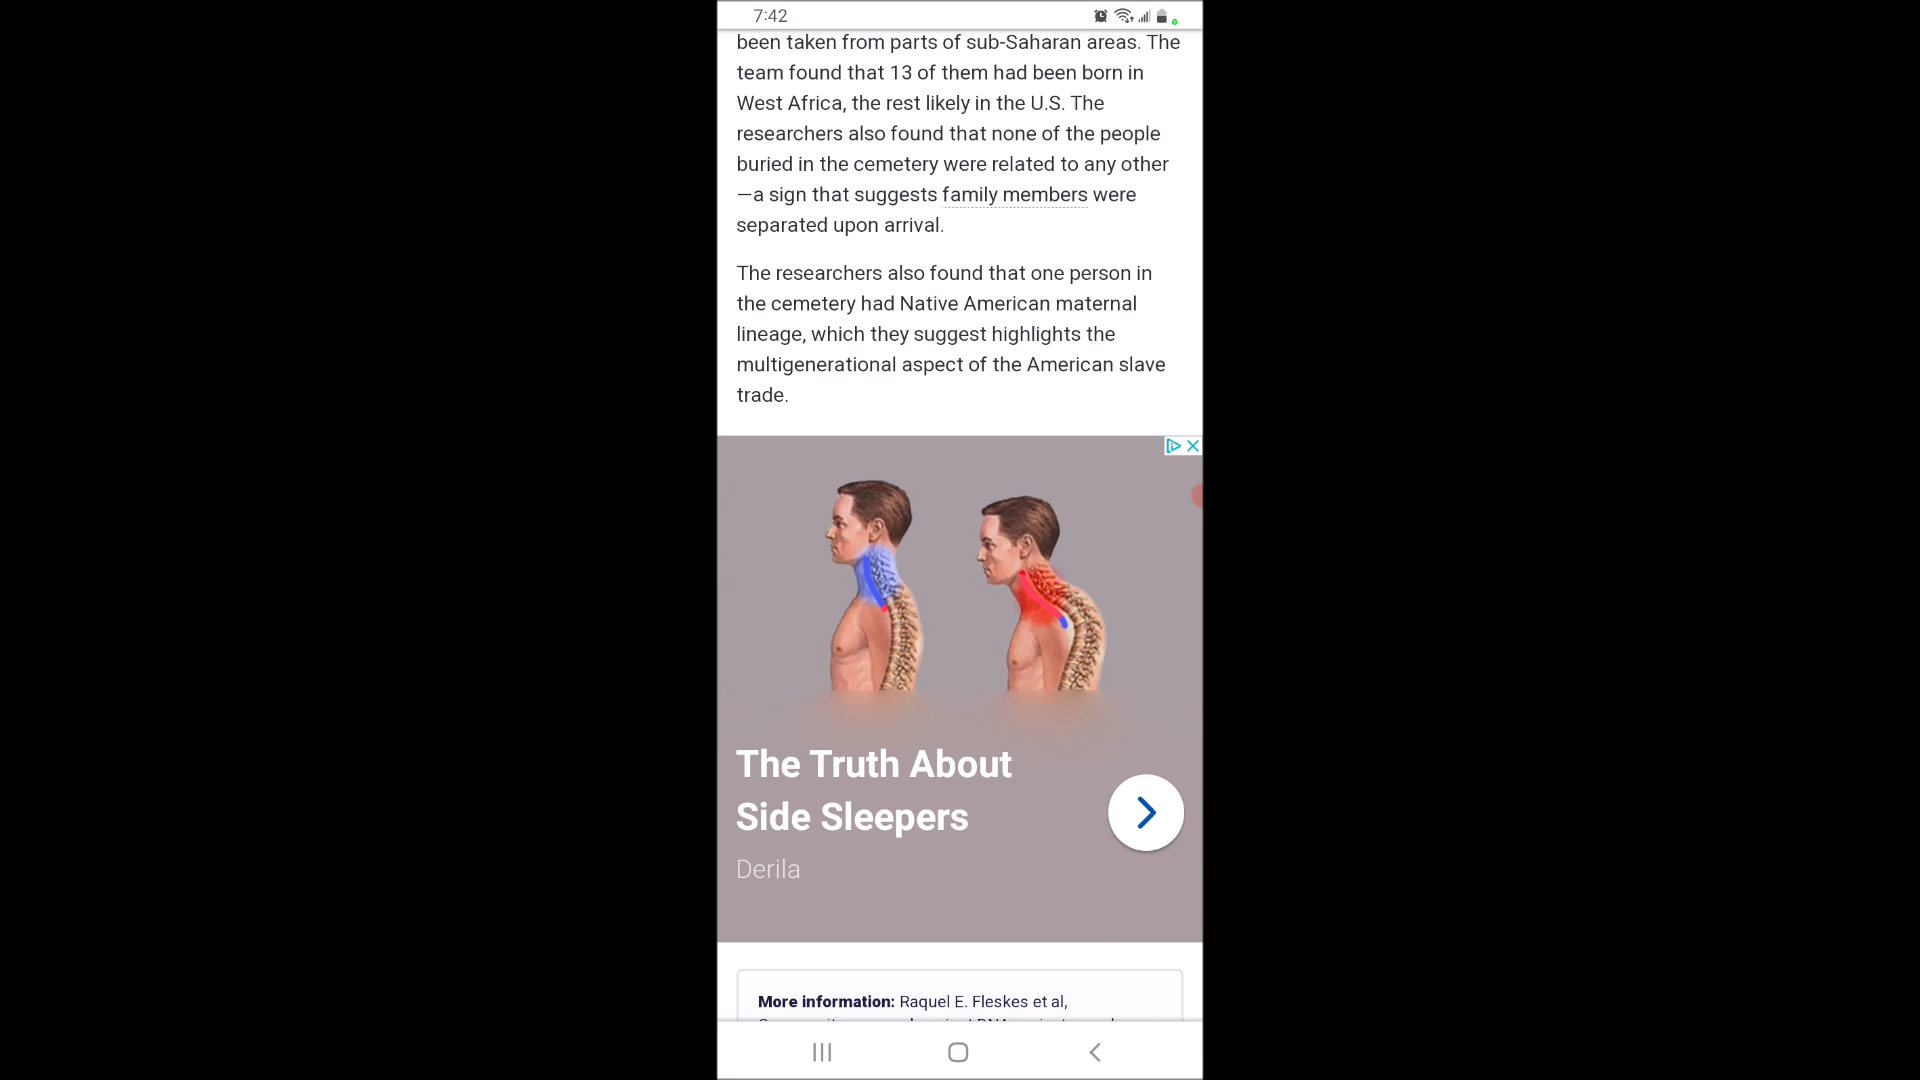 7:42
been taken from parts of sub-Saharan areas. The
team found that 13 of them had been born in
West Africa, the rest likely in the U.S. The
researchers also found that none of the people
buried in the cemetery were related to any other
—a sign that suggests family members were
separated upon arrival.
The researchers also found that one person in
the cemetery had Native American maternal
lineage, which they suggest highlights the
multigenerational aspect of the American slave
trade.
The Truth About
Side Sleepers
Derila
More information: Raquel E. Fleskes et al,